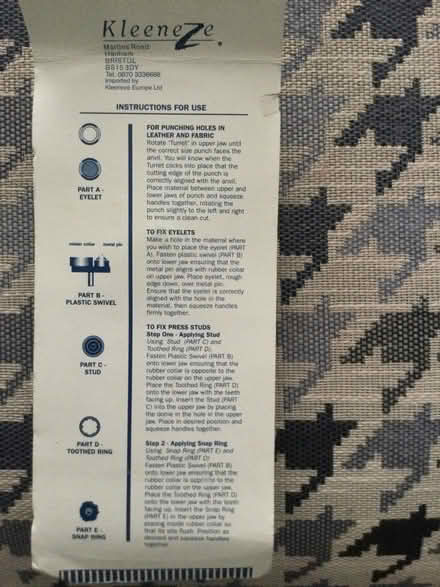 Kleeneze®
Martins Road
Hanham
BRISTOL
BS15 3DY
Tel. 0870 3336688
Imported by
Kleeneze Europe Ltd
INSTRUCTIONS FOR USE
PART A -
EYELET
FOR PUNCHING HOLES IN
LEATHER AND FABRIC
Rotate "Turret" in upper jaw until
the correct size punch faces the
anvil. You will know when the
Turret clicks into place that the
cutting edge of the punch is
correctly aligned with the anvil.
Place material between upper and
lower jaws of punch and squeeze
handles together, rotating the
punch slightly to the left and right
to ensure a clean cut.
rubber collar metal pin
PART B -
PLASTIC SWIVEL
TO FIX EYELETS
Make a hole in the material where
you wish to place the eyelet (PART
A). Fasten plastic swivel (PART B)
onto lower jaw ensuring that the
metal pin aligns with rubber collar
on upper jaw. Place eyelet, rough
edge down, over metal pin.
Ensure that the eyelet is correctly
aligned with the hole in the
material, then squeeze handles
firmly together.
PART C -
STUD
TO FIX PRESS STUDS
Step One - Applying Stud
Using Stud (PART C) and
Toothed Ring (PART D).
Fasten Plastic Swivel (PART B)
onto lower jaw ensuring that the
rubber collar is opposite to the
rubber collar on the upper jaw.
Place the Toothed Ring (PART D)
onto the lower jaw with the teeth
facing up. Insert the Stud (PART
C) into the upper jaw by placing
the dome in the hole in the upper
jaw. Place in desired position and
squeeze handles together.
PART D -
TOOTHED RING
Step 2 - Applying Snap Ring
Using Snap Ring (PART E) and
Toothed Ring (PART D)
Fasten Plastic Swivel (PART B)
onto lower jaw ensuring that the
rubber collar is opposite to the
rubber collar on the upper jaw.
Place the Toothed Ring (PART D)
onto the lower jaw with the teeth
facing up. Insert the Snap Ring
(PART E) in the upper jaw by
placing inside rubber collar so
that its sits flush. Position as
desired and squeeze handles
together.
PART E -
SNAP RING